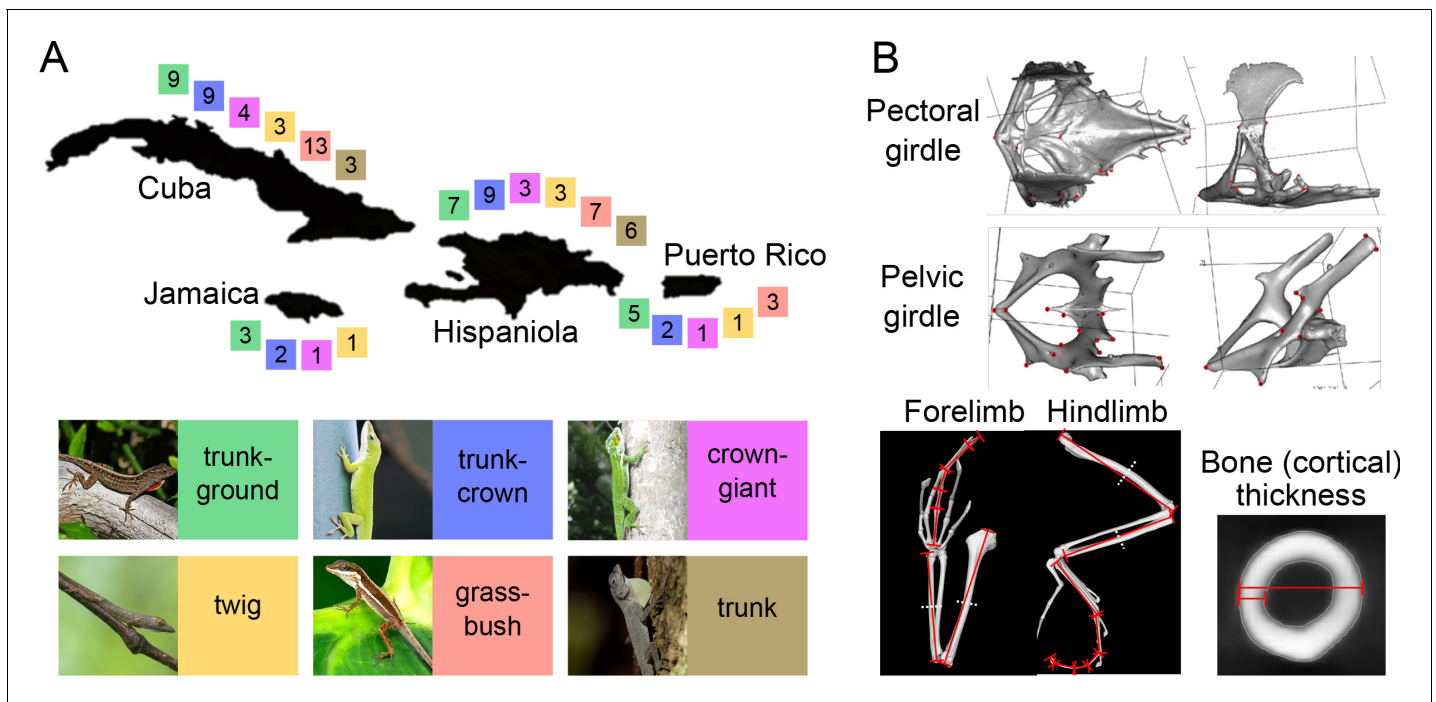 A
9
9
4
3
13
3
Cuba
7
9
3
3
7
6
Puerto Rico
Jamaica
Hispaniola
5
2
1
1
3
3
2
1
1
trunk-
ground
trunk-
crown
crown-
giant
twig
grass-
bush
trunk
B
Pectoral
girdle
Pelvic
girdle
Forelimb
Hindlimb
Bone (cortical)
thickness